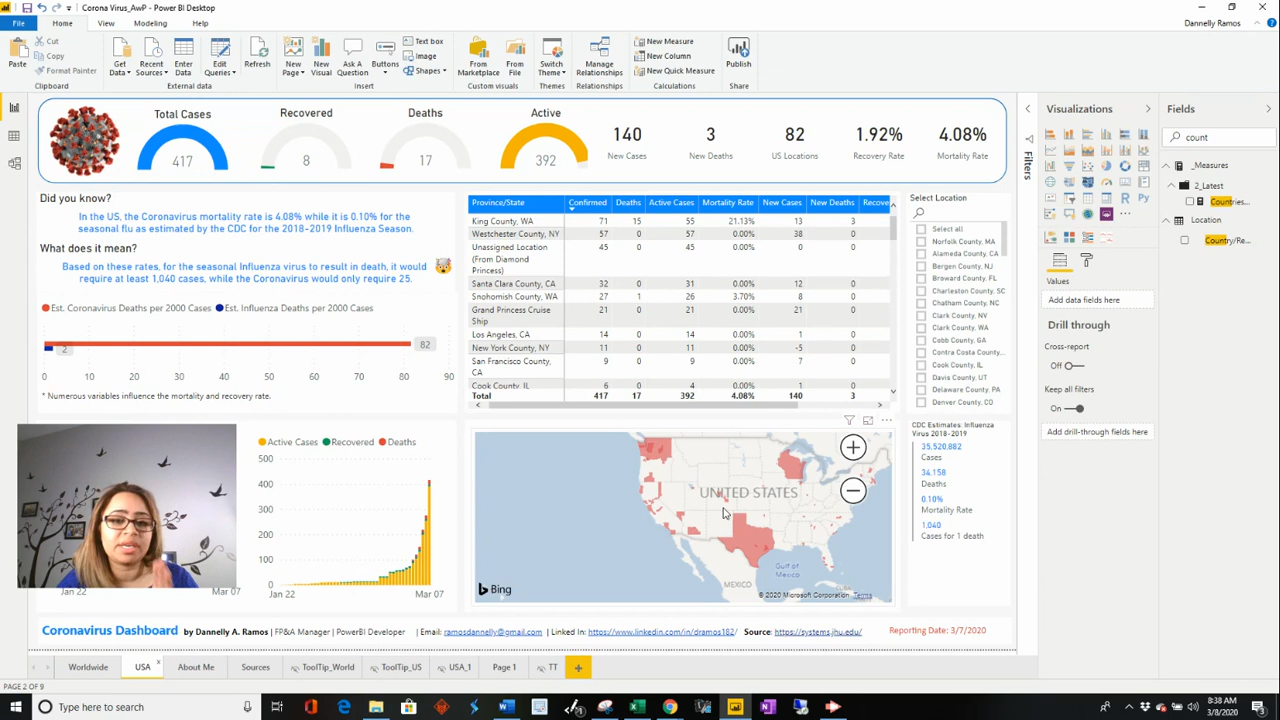 Corona Virus_AwP - Power BI Desktop
File Home View Modeling Help
Dannelly Ramos
Paste
Cut
Copy
Format Painter
Clipboard
Get Data
Recent Sources
Enter Data
Edit Queries
Refresh
External data
New Page
New Visual
Ask A Question
Buttons
Text box
Image
Shapes
Insert
From Marketplace
From File
Custom visuals
Switch Theme
Themes
Manage Relationships
Relationships
New Measure
New Column
New Quick Measure
Calculations
Publish
Share
Total Cases
417
Recovered
8
Deaths
17
Active
392
140
New Cases
3
New Deaths
82
US Locations
1.92%
Recovery Rate
4.08%
Mortality Rate
Did you know?
In the US, the Coronavirus mortality rate is 4.08% while it is 0.10% for the
seasonal flu as estimated by the CDC for the 2018-2019 Influenza Season.
What does it mean?
Based on these rates, for the seasonal Influenza virus to result in death, it would
require at least 1,040 cases, while the Coronavirus would only require 25.
Est. Coronavirus Deaths per 2000 Cases Est. Influenza Deaths per 2000 Cases
82
2
0 10 20 30 40 50 60 70 80 90
* Numerous variables influence the mortality and recovery rate.
Province/State Confirmed Deaths Active Cases Mortality Rate New Cases New Deaths Recove
King County, WA 71 15 55 21.13% 13 3
Westchester County, NY 57 0 57 0.00% 38 0
Unassigned Location 45 0 45 0.00% 0 0
(From Diamond
Princess)
Santa Clara County, CA 32 0 31 0.00% 12 0
Snohomish County, WA 27 1 26 3.70% 8 0
Grand Princess Cruise 21 0 21 0.00% 21 0
Ship
Los Angeles, CA 14 0 14 0.00% 1 0
New York County, NY 11 0 11 0.00% -5 0
San Francisco County, 9 0 9 0.00% 7 0
CA
Cook County, IL 6 0 4 0.00% 1 0
Total 417 17 392 4.08% 140 3
Select Location
Select all
Norfolk County, MA
Alameda County, CA
Bergen County, NJ
Broward County, FL
Charleston County, SC
Chatham County, NC
Clark County, NV
Clark County, WA
Cobb County, GA
Contra Costa County,...
Cook County, IL
Davis County, UT
Delaware County, PA
Denver County, CO
Active Cases Recovered Deaths
500
400
300
200
100
0
Jan 22 Mar 07
Jan 22 Mar 07
UNITED STATES
MEXICO
Gulf of
Mexico
CUBA
Bing
© 2020 Microsoft Corporation Terms
CDC Estimates: Influenza
Virus 2018-2019
35,520,882
Cases
34,158
Deaths
0.10%
Mortality Rate
1,040
Cases for 1 death
Coronavirus Dashboard by Dannelly A. Ramos | FP&A Manager | PowerBI Developer | Email: ramosdannelly@gmail.com | Linked In: https://www.linkedin.com/in/dramos182/ Source: https://systems.jhu.edu/
Reporting Date: 3/7/2020
Filters
Visualizations
R Py
Values
Add data fields here
Drill through
Cross-report
Off
Keep all filters
On
Add drill-through fields here
Fields
count
_Measures
2_Latest
Countries...
Location
Country/Re...
Worldwide USA About Me Sources ToolTip_World ToolTip_US USA_1 Page 1 TT
PAGE 2 OF 9
Type here to search
8:38 AM
3/8/2020